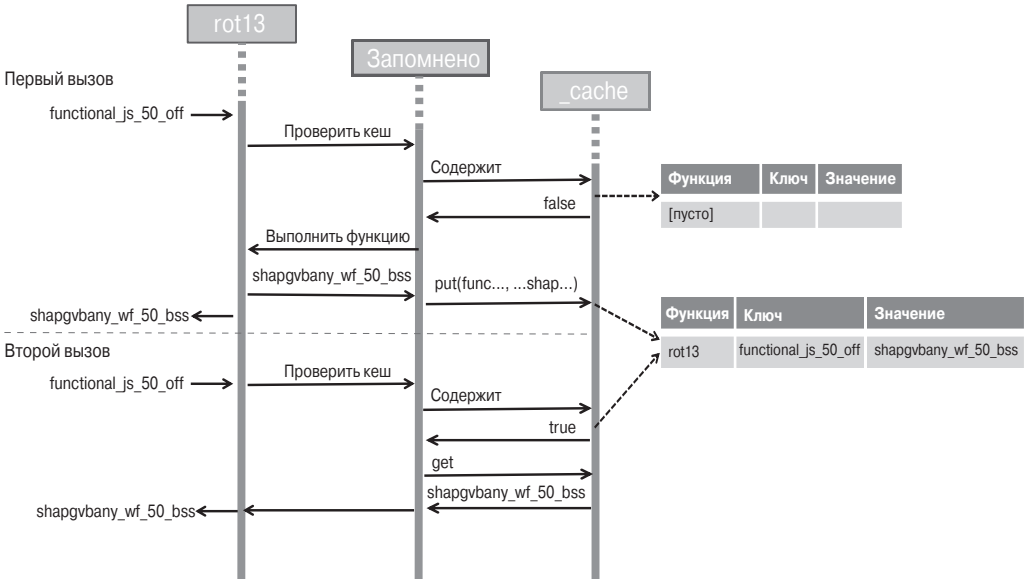 rot13
Запомнено
_cache
Первый вызов
functional_js_50_off
Проверить кеш
Содержит
false
Функция Ключ Значение
[пусто]
Выполнить функцию
shapgvbany_wf_50_bss
put(func..., ...shap...)
shapgvbany_wf_50_bss
Функция Ключ Значение
rot13 functional_js_50_off shapgvbany_wf_50_bss
Второй вызов
functional_js_50_off
Проверить кеш
Содержит
true
get
shapgvbany_wf_50_bss
shapgvbany_wf_50_bss